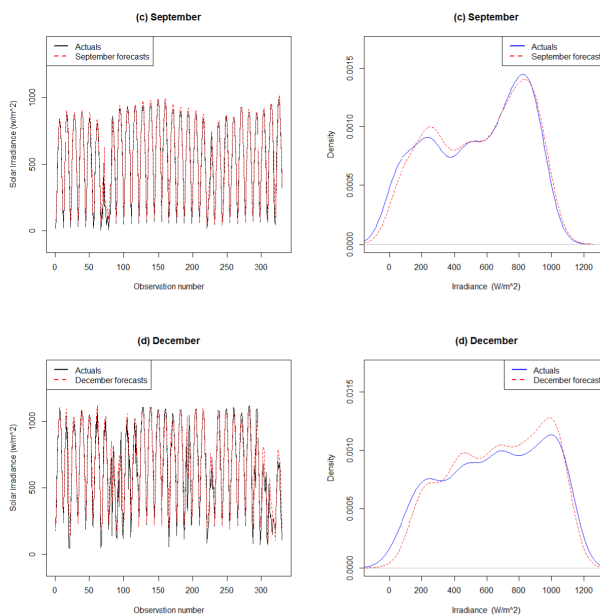 (c) September
Actuals
September forecasts
Solar Irradiance (w/m^2)
1000
500
0
0 50 100 150 200 250 300
Observation number
(c) September
Actuals
September forecasts
Density
0.0015
0.0010
0.0005
0.0000
0 200 400 600 800 1000 1200
Irradiance (W/m^2)
(d) December
Actuals
December forecasts
Solar Irradiance (w/m^2)
1000
500
0
0 50 100 150 200 250 300
Observation number
(d) December
Actuals
December forecasts
Density
0.0015
0.0010
0.0005
0.0000
0 200 400 600 800 1000 1200
Irradiance (W/m^2)